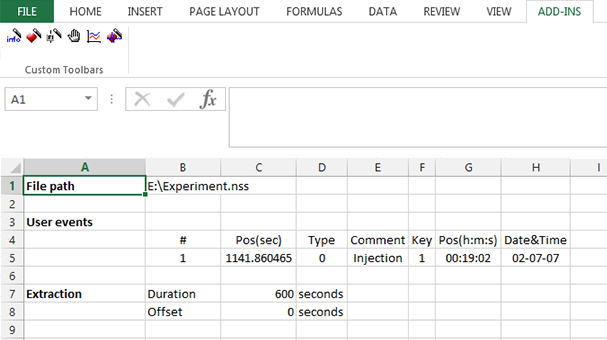 FILE HOME INSERT PAGE LAYOUT FORMULAS DATA REVIEW VIEW ADD-INS
info
Custom Toolbars
A1 fx
A B C D E F G H I
1 File path E:\Experiment.nss
2
3 User events
4 # Pos(sec) Type Comment Key Pos(h:m:s) Date&Time
5 1 1141.860465 0 Injection 1 00:19:02 02-07-07
6
7 Extraction Duration 600 seconds
8 Offset 0 seconds
9